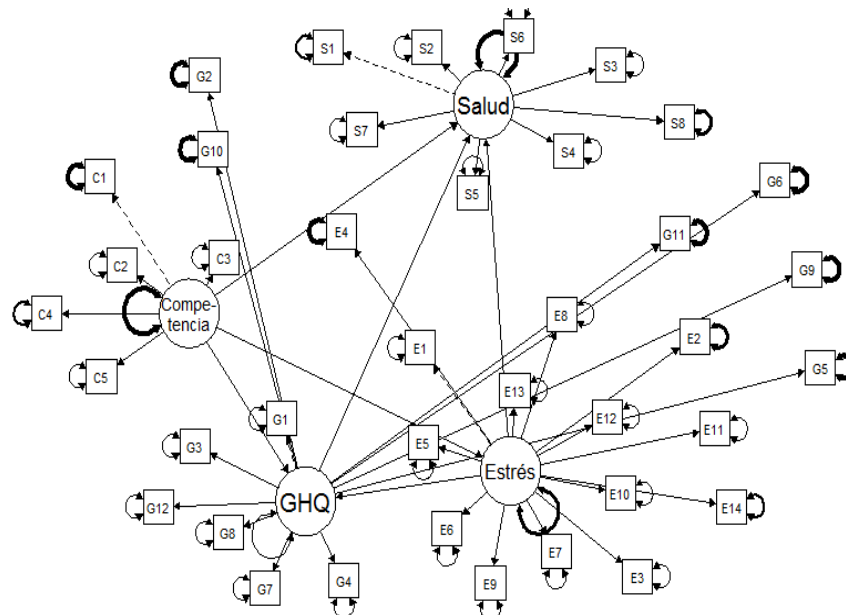 S6
S1
S2
S3
G2
Salud
S8
S7
G10
S4
C1
G6
S5
E4
G11
C3
C2
G9
Compe-
tencia
E8
C4
E2
E1
G5
C5
E13
G1
E12
E11
E5
G3
Estrés
GHQ
E10
G12
E14
G8
E6
E7
E3
G7
G4
E9